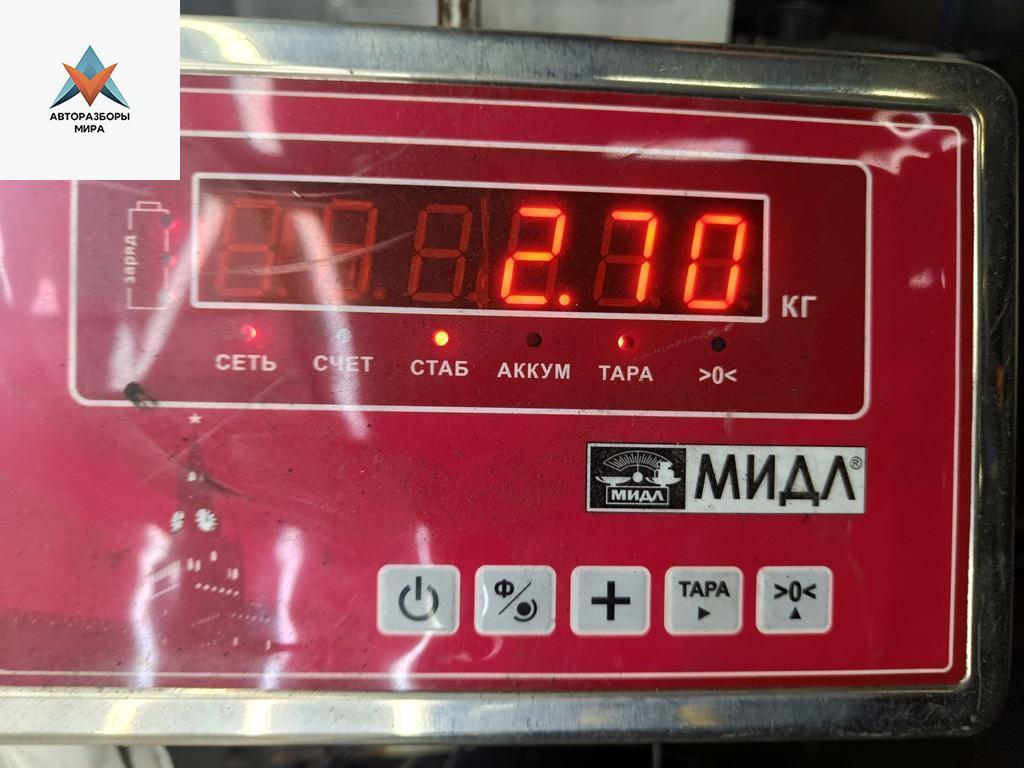 АВТОРАЗБОРЫ
МИРА
заряд
2.70
КГ
СЕТЬ СЧЕТ СТАБ АККУМ ТАРА >0<
МИДЛ МИДЛ®
Ф ТАРА >0<